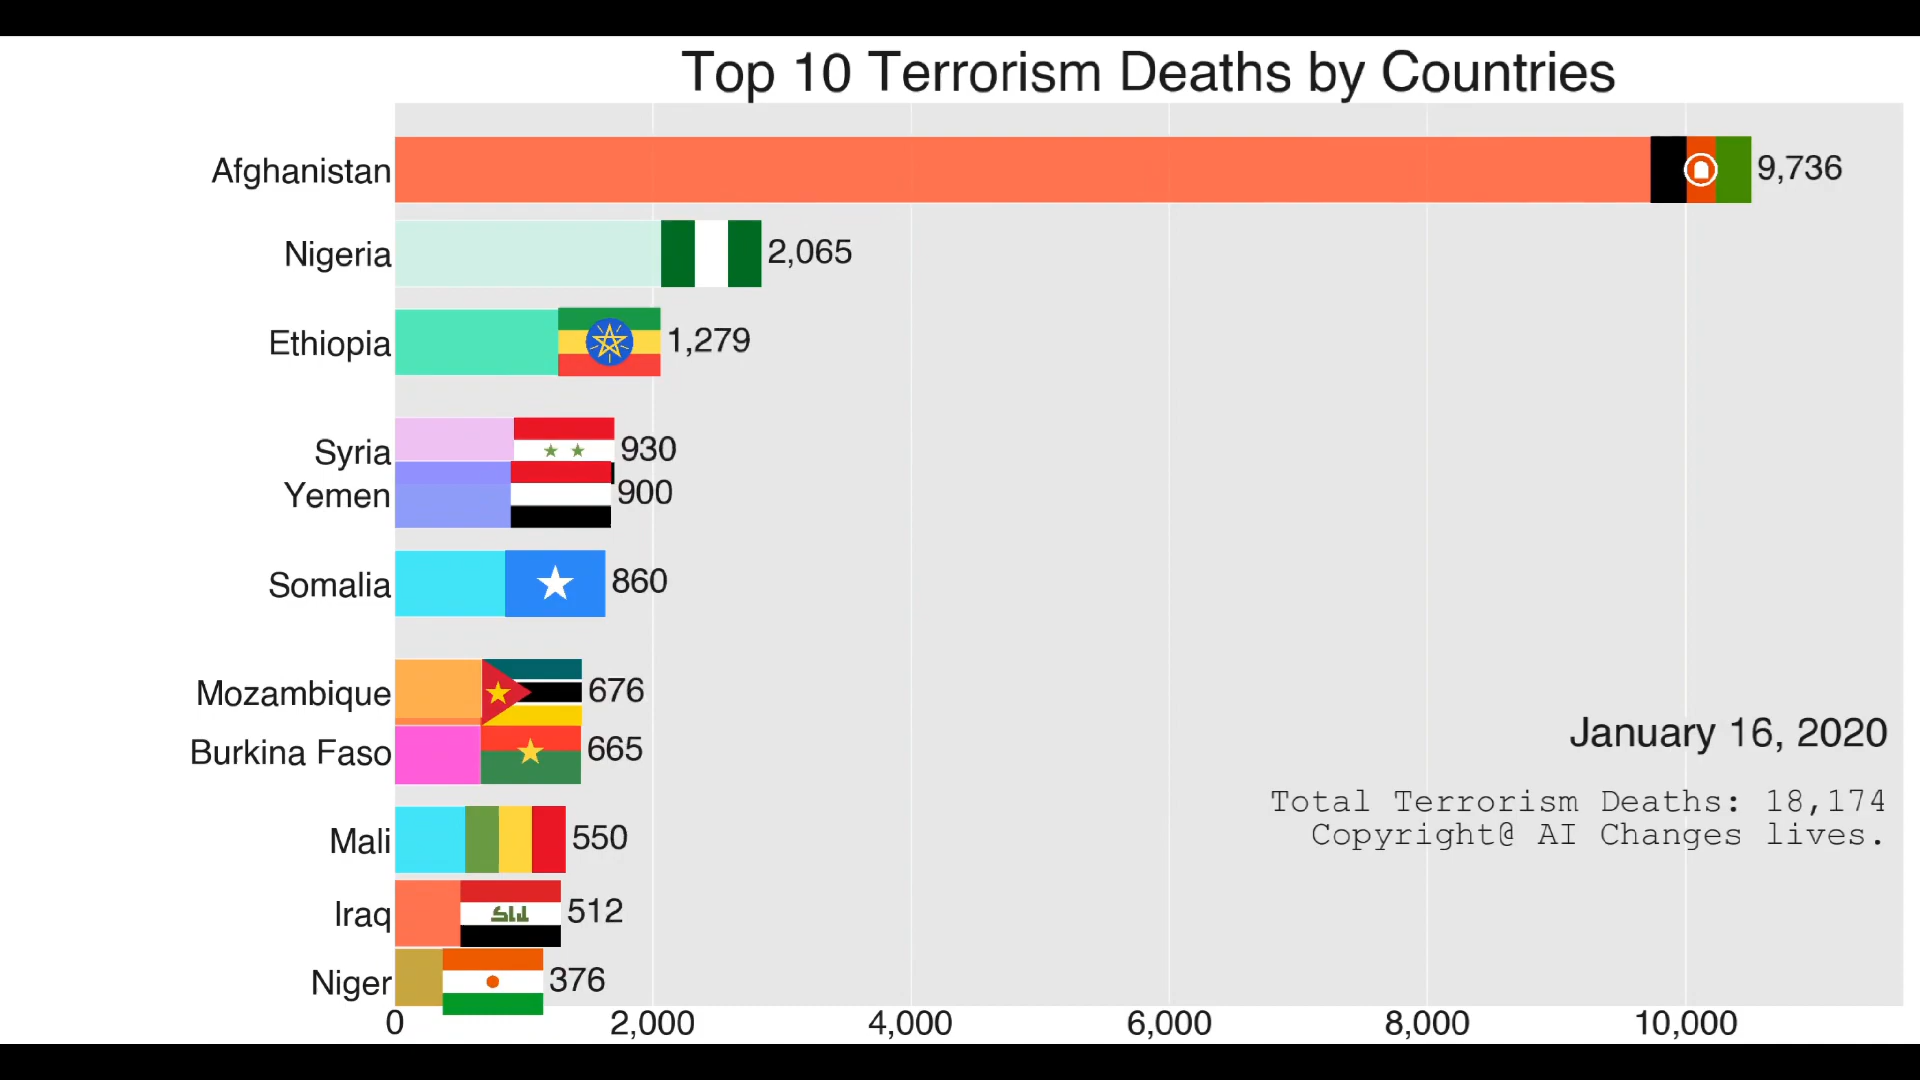 Top 10 Terrorism Deaths by Countries
Afghanistan 9,736
Nigeria 2,065
Ethiopia 1,279
Syria 930
Yemen 900
Somalia 860
Mozambique 676
Burkina Faso 665
January 16, 2020
Total Terrorism Deaths: 18,174
Copyright@ AI Changes lives.
Mali 550
Iraq 512
Niger 376
0 2,000 4,000 6,000 8,000 10,000